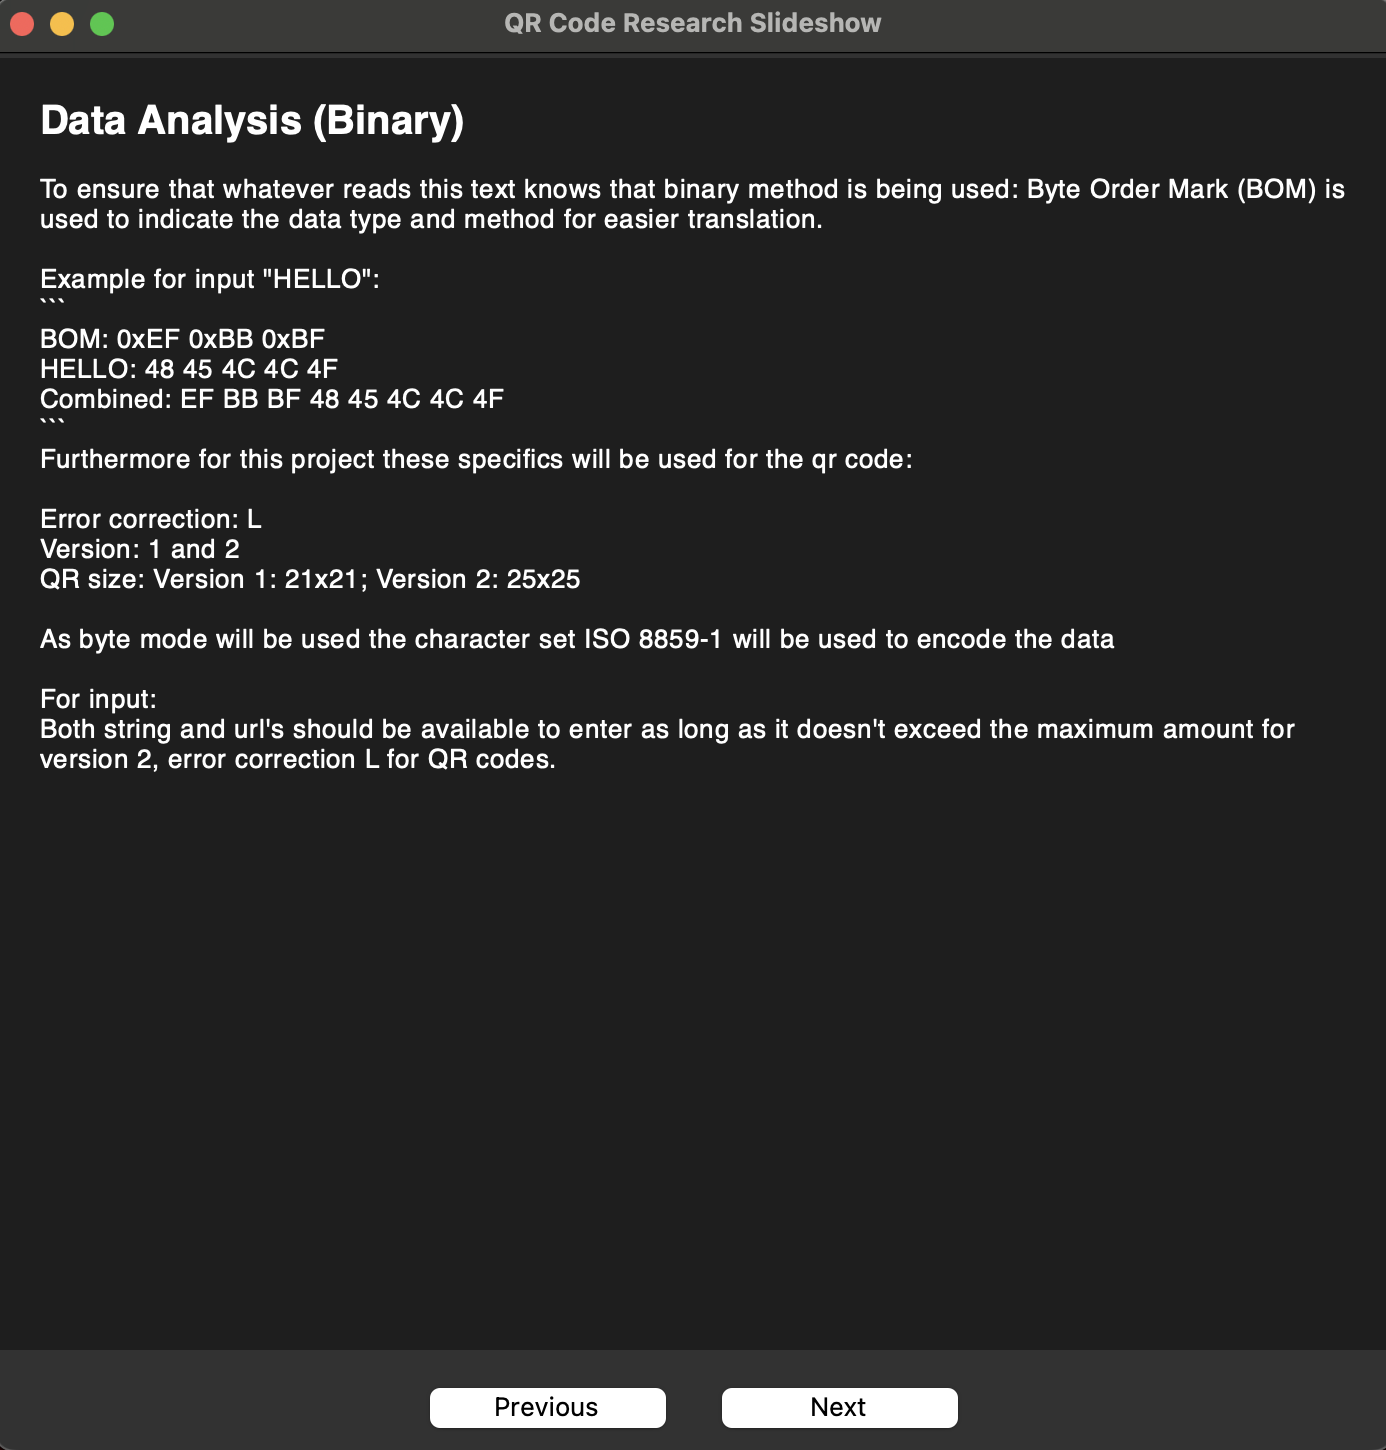 QR Code Research Slideshow
Data Analysis (Binary)
To ensure that whatever reads this text knows that binary method is being used: Byte Order Mark (BOM) is
used to indicate the data type and method for easier translation.
Example for input "HELLO":
```
BOM: 0xEF 0xBB 0xBF
HELLO: 48 45 4C 4C 4F
Combined: EF BB BF 48 45 4C 4C 4F
```
Furthermore for this project these specifics will be used for the qr code:
Error correction: L
Version: 1 and 2
QR size: Version 1: 21x21; Version 2: 25x25
As byte mode will be used the character set ISO 8859-1 will be used to encode the data
For input:
Both string and url's should be available to enter as long as it doesn't exceed the maximum amount for
version 2, error correction L for QR codes.
Previous
Next